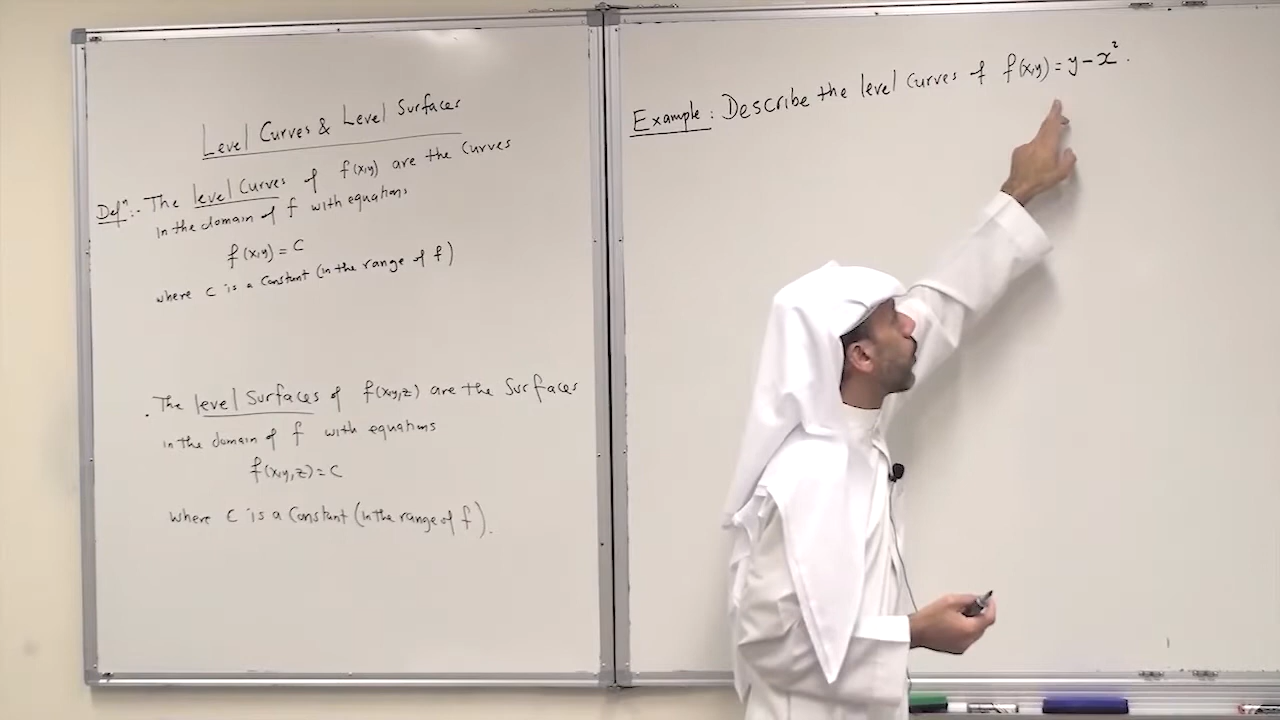 Level Curves & Level Surfaces
Defⁿ:- The level Curves of f(x,y) are the Curves
in the domain of f with equations
f(x,y) = C
where C is a constant (in the range of f)
. The level Surfaces of f(x,y,z) are the Surfaces
in the domain of f with equations
f(x,y,z) = C
where C is a Constant (in the range of f).
Example: Describe the level Curves of f(x,y) = y - x².